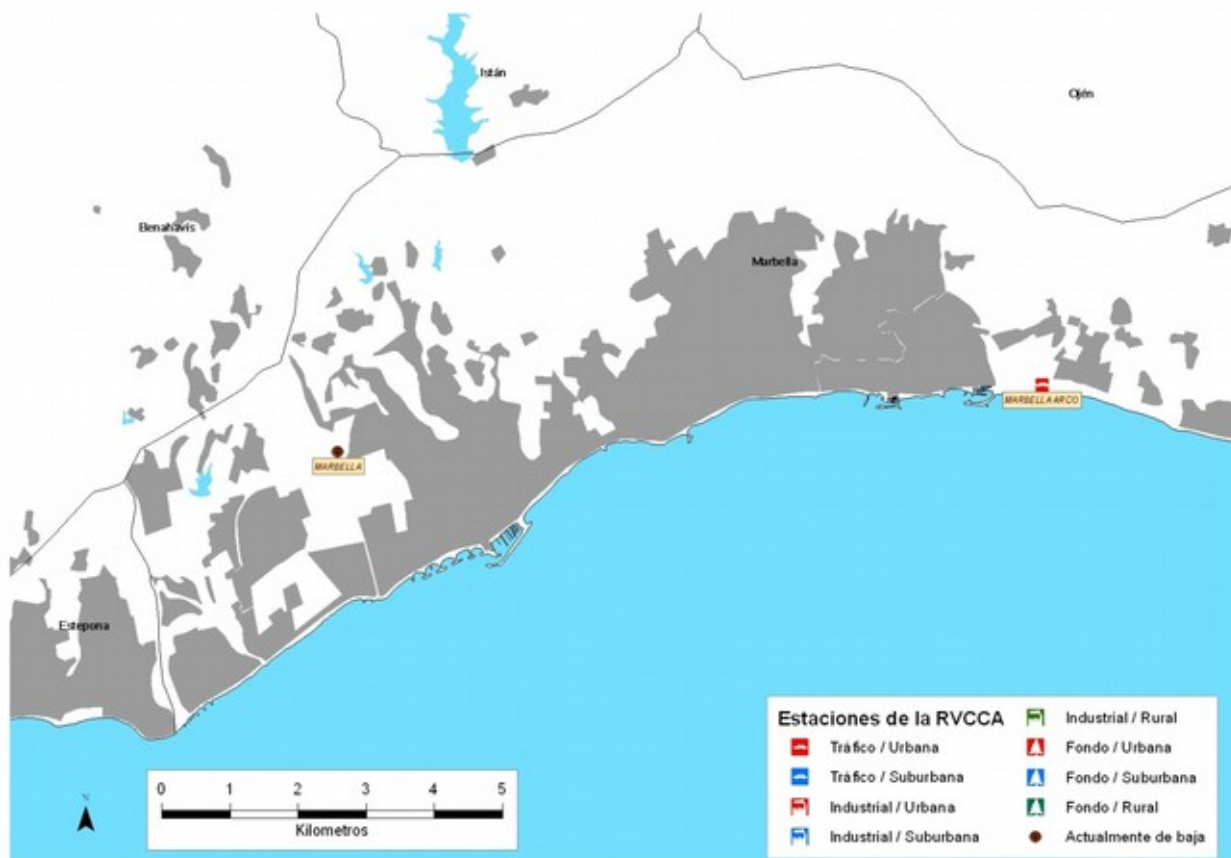 Istán
Ojén
Benahavís
Marbella
MARBELLA ARCO
MARBELLA
Estepona
N
0 1 2 3 4 5
Kilometros
Estaciones de la RVCCA
Tráfico / Urbana
Tráfico / Suburbana
Industrial / Urbana
Industrial / Suburbana
Industrial / Rural
Fondo / Urbana
Fondo / Suburbana
Fondo / Rural
Actualmente de baja